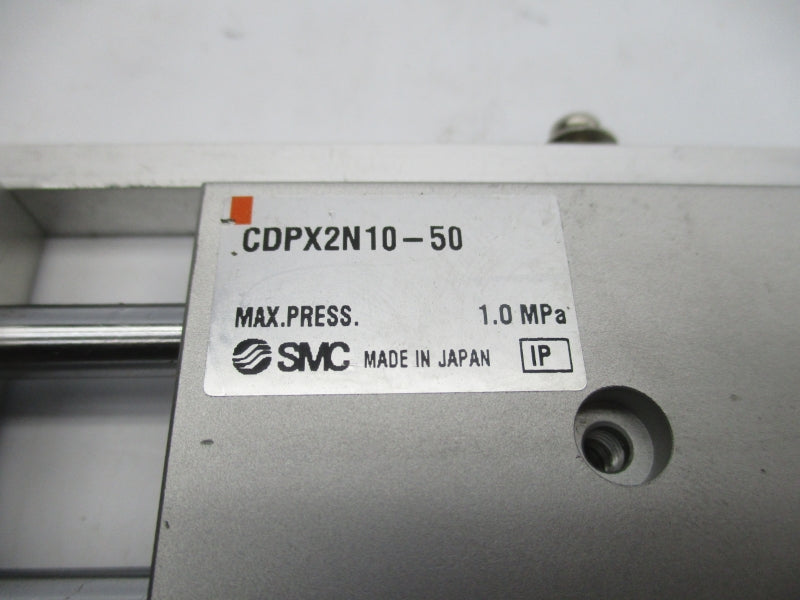 CDPX2N10-50
MAX.PRESS. 1.0 MPa
SMC MADE IN JAPAN IP